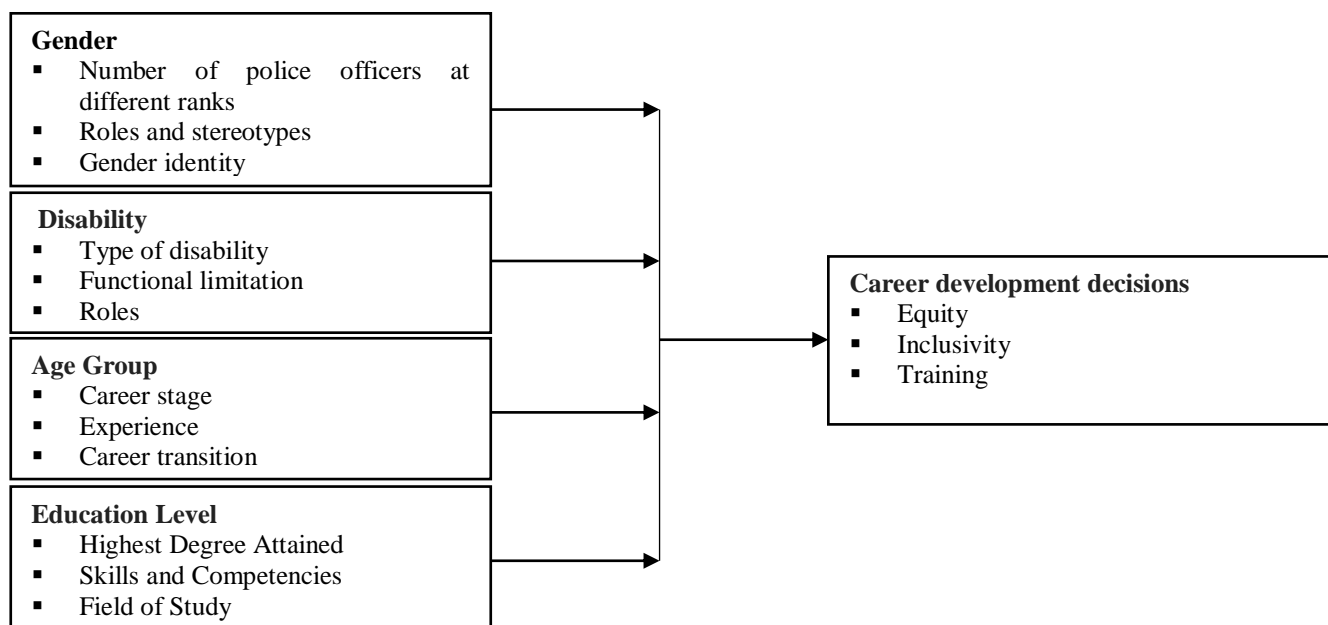 Gender
▪ Number of police officers at
different ranks
▪ Roles and stereotypes
▪ Gender identity
Disability
▪ Type of disability
▪ Functional limitation
▪ Roles
Age Group
▪ Career stage
▪ Experience
▪ Career transition
Education Level
▪ Highest Degree Attained
▪ Skills and Competencies
▪ Field of Study
Career development decisions
▪ Equity
▪ Inclusivity
▪ Training